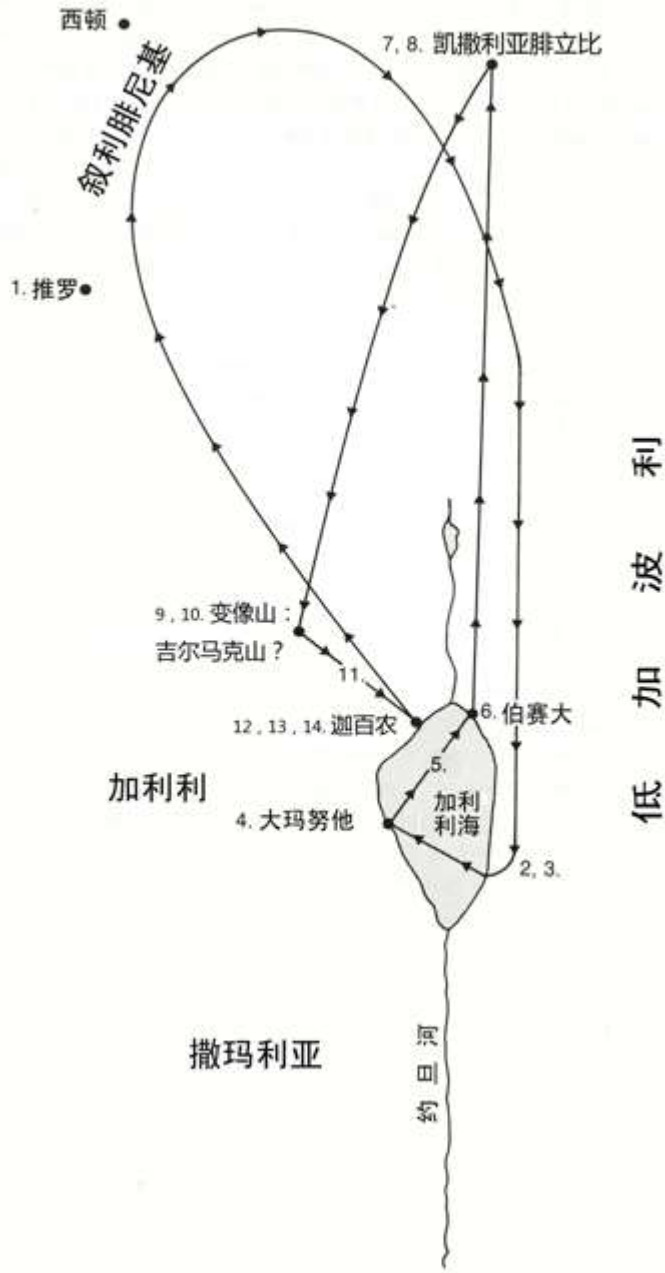 西顿
7, 8. 凯撒利亚腓立比
叙利腓尼基
1. 推罗
低加波利
9 , 10. 变像山：
吉尔马克山？
11.
12 , 13 , 14. 迦百农
6. 伯赛大
5.
加利利
加利
利海
4. 大玛努他
2, 3.
撒玛利亚
约旦河